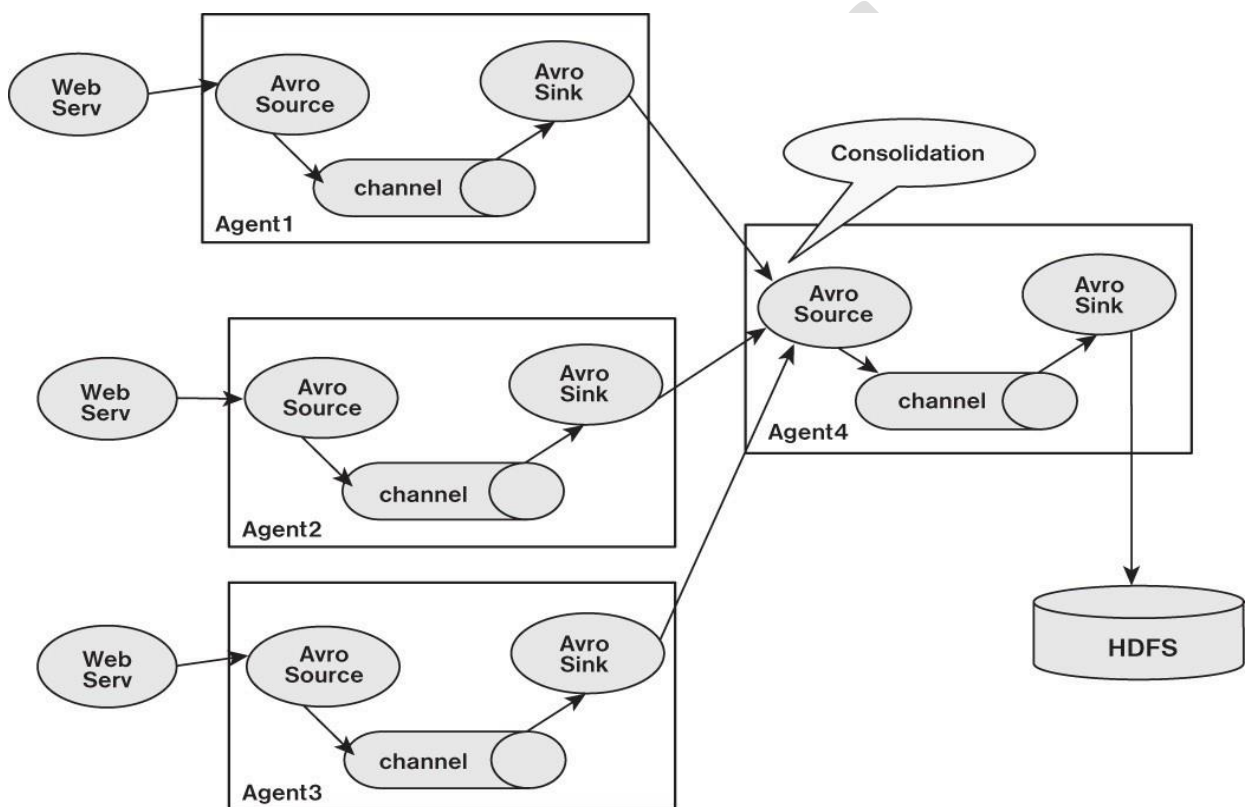 Web
Serv
Avro
Source
channel
Avro
Sink
Agent1
Web
Serv
Avro
Source
channel
Avro
Sink
Agent2
Web
Serv
Avro
Source
channel
Avro
Sink
Agent3
Consolidation
Avro
Source
channel
Avro
Sink
Agent4
HDFS